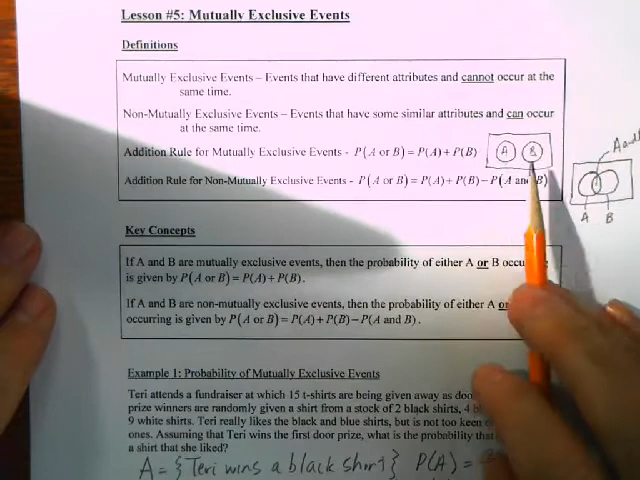 Lesson #5: Mutually Exclusive Events
Definitions
Mutually Exclusive Events – Events that have different attributes and cannot occur at the
same time.
Non-Mutually Exclusive Events – Events that have some similar attributes and can occur
at the same time.
Addition Rule for Mutually Exclusive Events - P(A or B) = P(A) + P(B)
A B
A and
Addition Rule for Non-Mutually Exclusive Events - P(A or B) = P(A) + P(B) − P(A and B)
A B
Key Concepts
If A and B are mutually exclusive events, then the probability of either A or B
is given by P(A or B) = P(A) + P(B).
If A and B are non-mutually exclusive events, then the probability of either A or
occurring is given by P(A or B) = P(A) + P(B) − P(A and B).
Example 1: Probability of Mutually Exclusive Events
Teri attends a fundraiser at which 15 t-shirts are being given away as
prize winners are randomly given a shirt from a stock of 2 black shirts, 4
9 white shirts. Teri really likes the black and blue shirts, but is not too keen
ones. Assuming that Teri wins the first door prize, what is the probability that
a shirt that she liked?
A = {Teri wins a black shirt} P(A) =